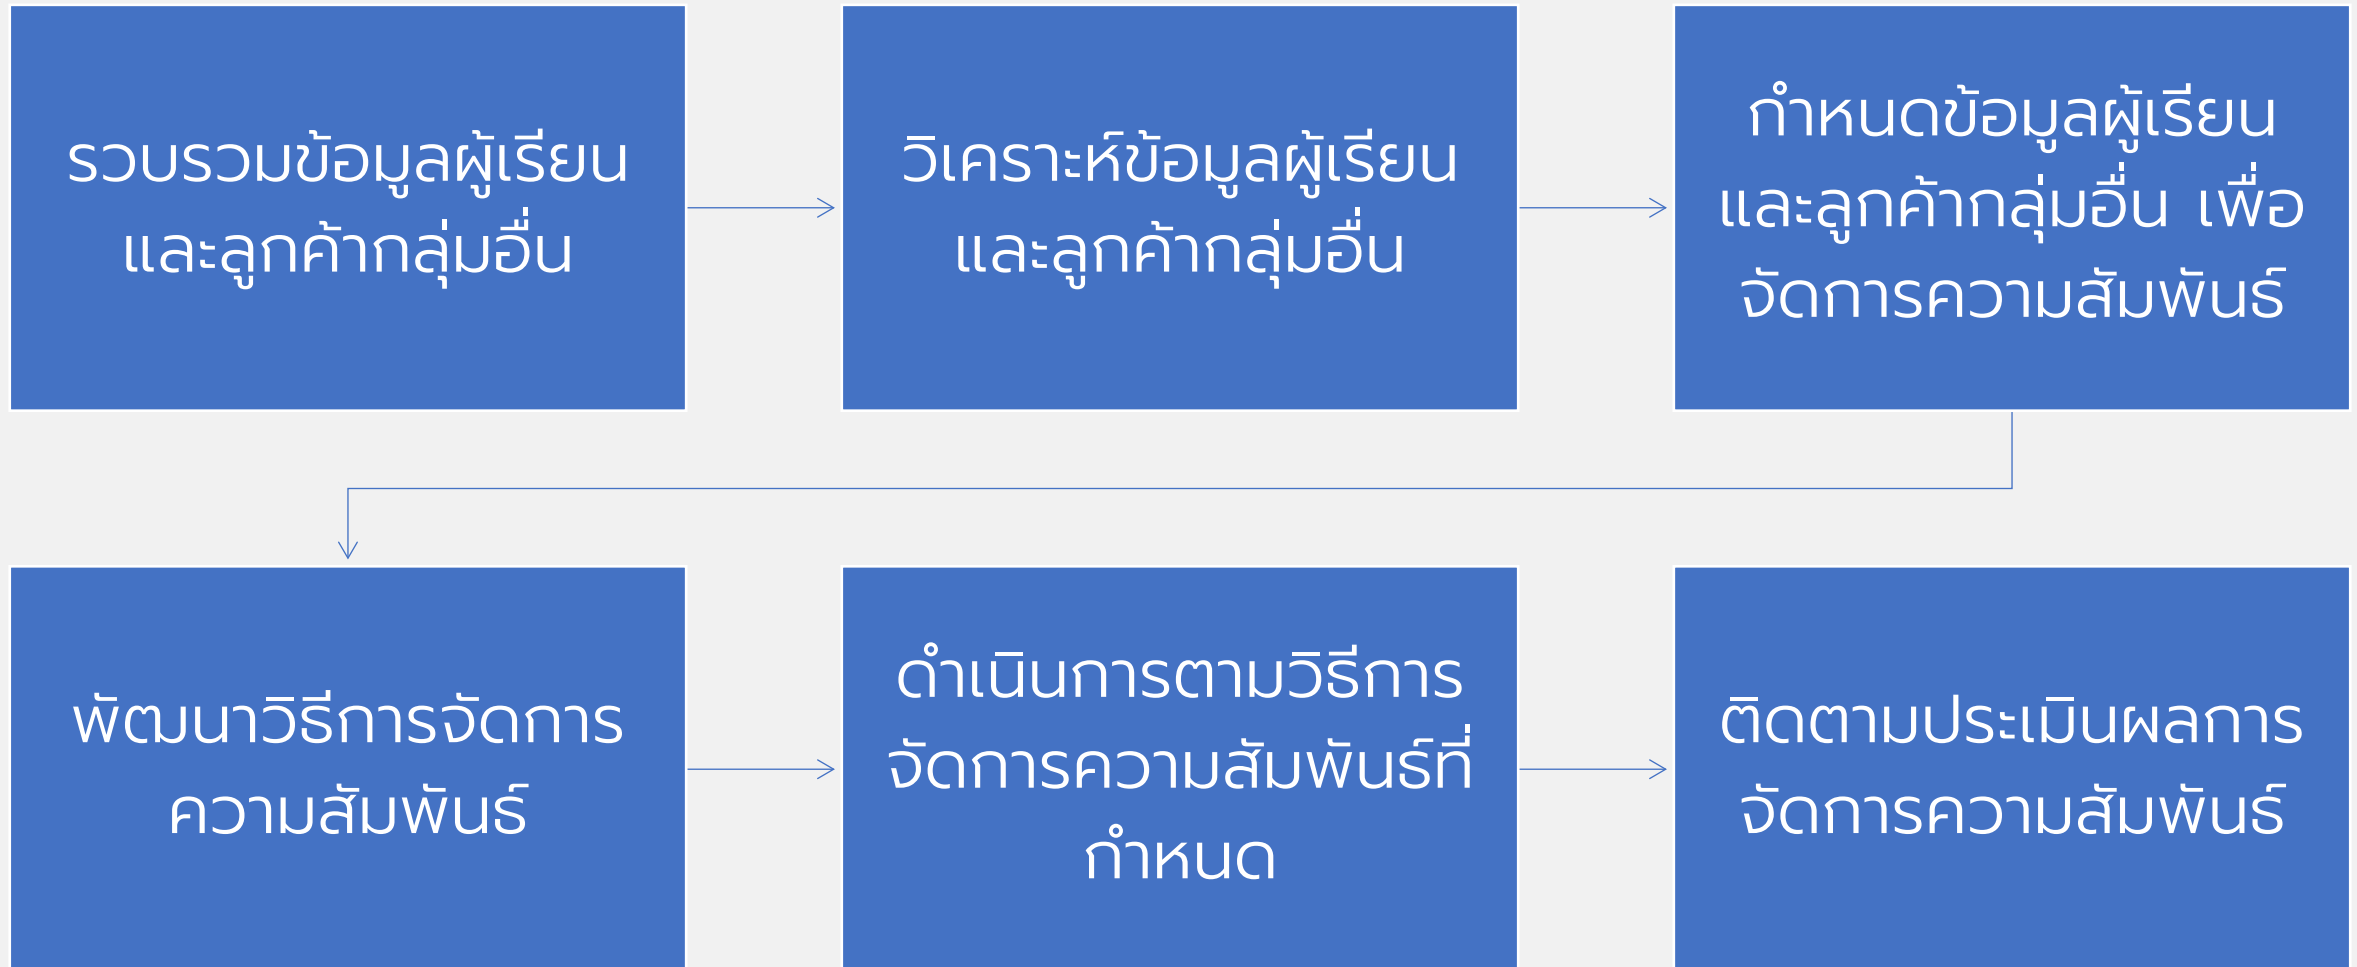 รวบรวมข้อมูลผู้เรียน
และลูกค้ากลุ่มอื่น
วิเคราะห์ข้อมูลผู้เรียน
และลูกค้ากลุ่มอื่น
กำหนดข้อมูลผู้เรียน
และลูกค้ากลุ่มอื่น เพื่อ
จัดการความสัมพันธ์
พัฒนาวิธีการจัดการ
ความสัมพันธ์
ดำเนินการตามวิธีการ
จัดการความสัมพันธ์ที่
กำหนด
ติดตามประเมินผลการ
จัดการความสัมพันธ์